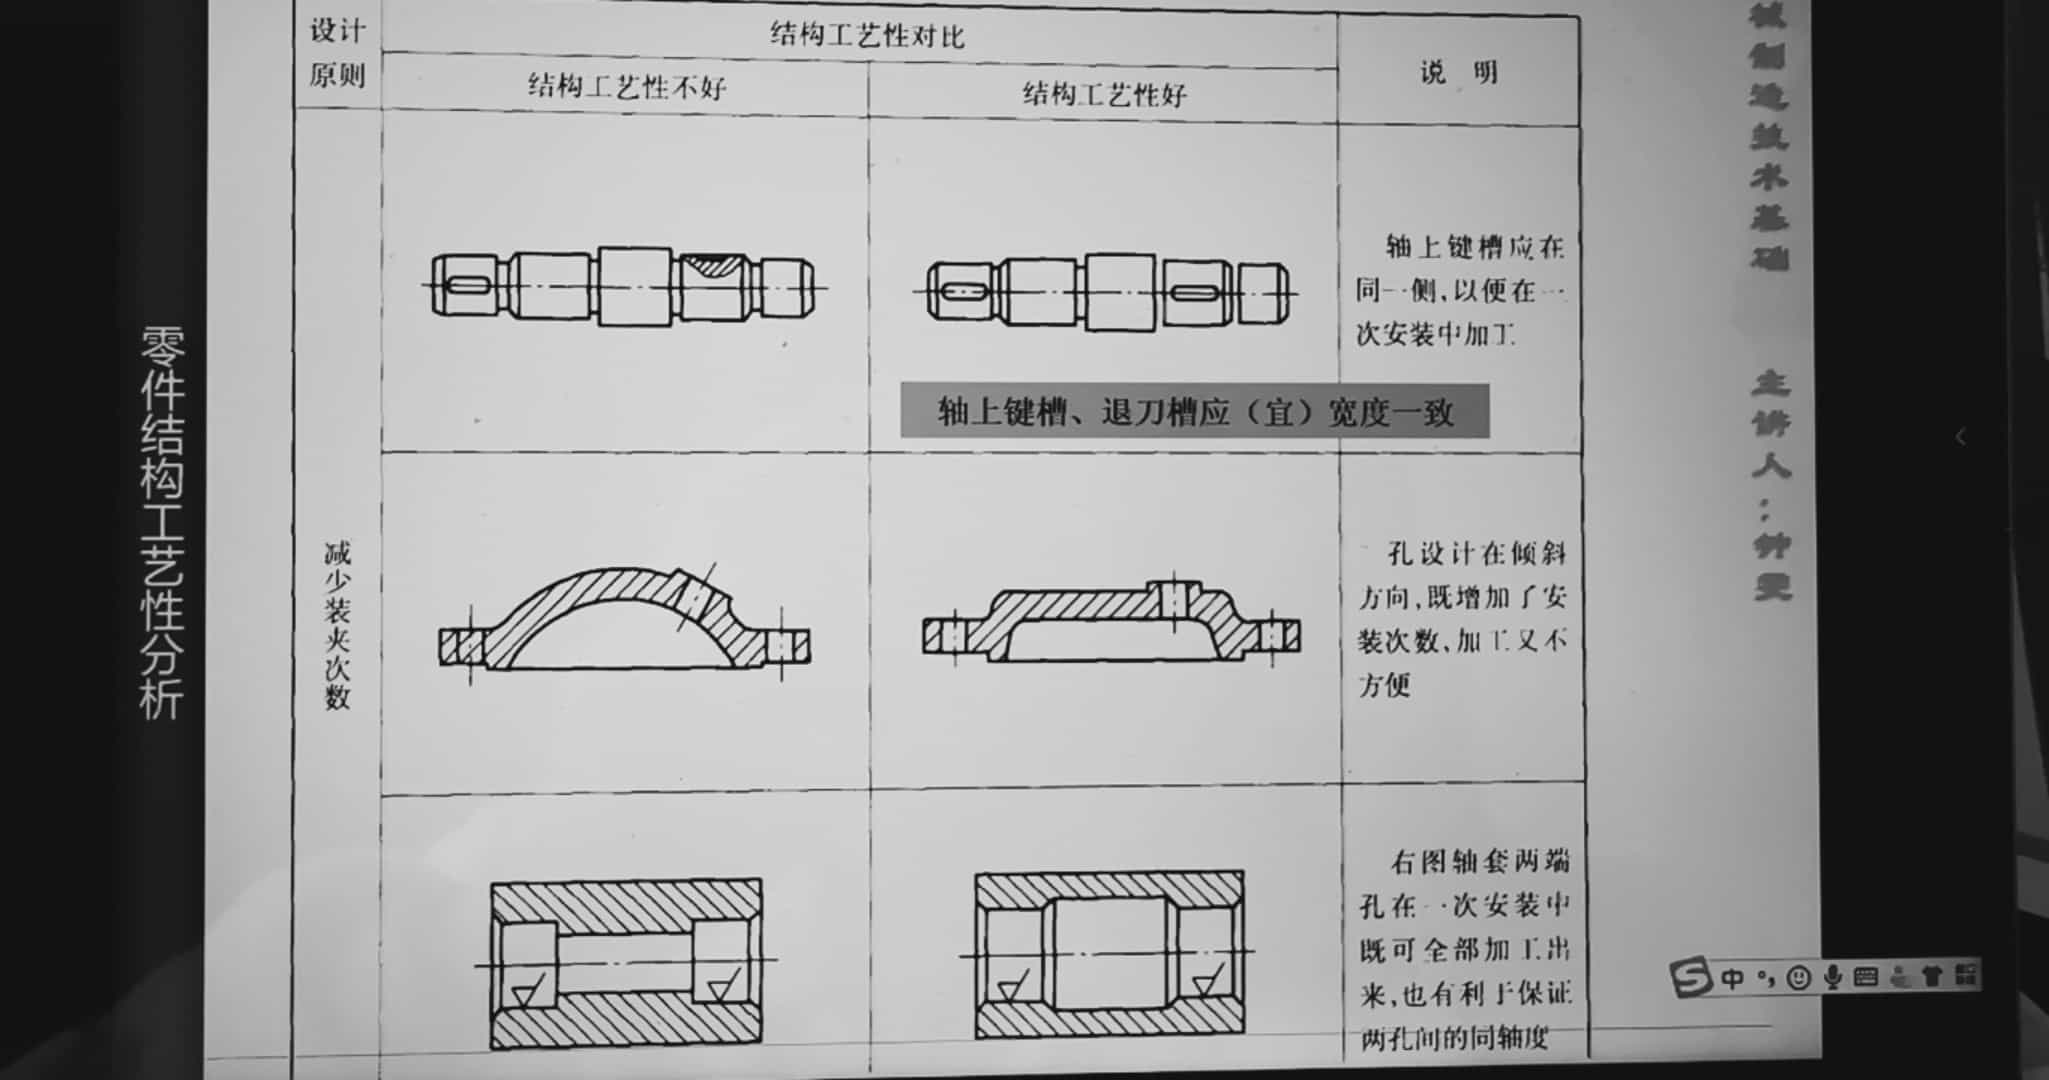 设计
原则
结构工艺性对比
结构工艺性不好
结构工艺性好
说 明
减少装夹次数
轴上键槽应在
同一侧,以便在一
次安装中加工
轴上键槽、退刀槽应（宜）宽度一致
孔设计在倾斜
方向,既增加了安
装次数,加工又不
方便
右图轴套两端
孔在一次安装中
既可全部加工出
来,也有利于保证
两孔间的同轴度
零件结构工艺性分析
械制造技术基础
主讲人：钟雯
中